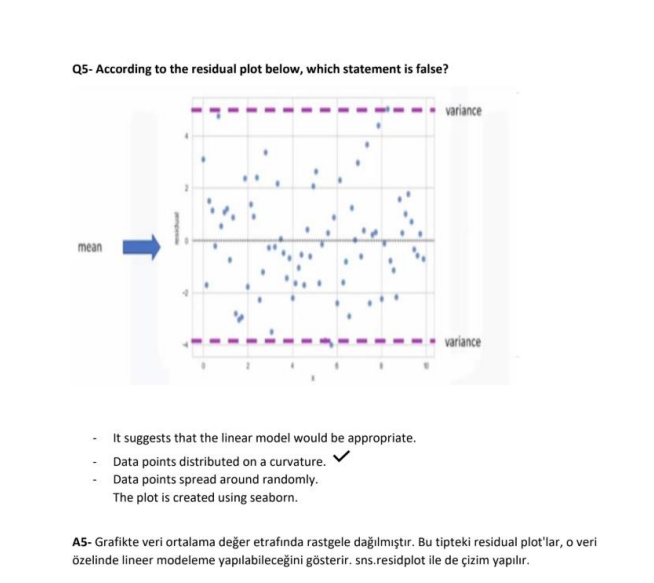 Q5- According to the residual plot below, which statement is false?
variance
4
2
residual
0
mean
-2
variance
-4
0 2 4 6 8 10
x
- It suggests that the linear model would be appropriate.
- Data points distributed on a curvature. ✓
- Data points spread around randomly.
The plot is created using seaborn.
A5- Grafikte veri ortalama değer etrafında rastgele dağılmıştır. Bu tipteki residual plot'lar, o veri
özelinde lineer modeleme yapılabileceğini gösterir. sns.residplot ile de çizim yapılır.